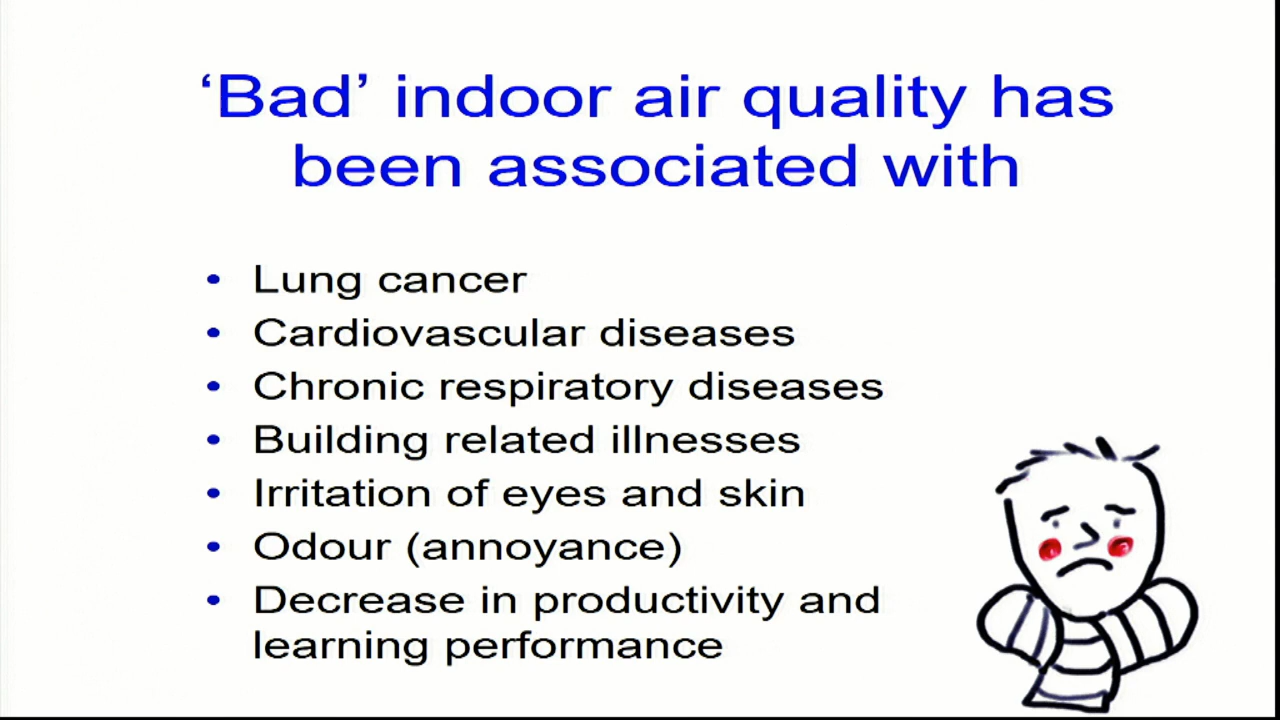 ‘Bad’ indoor air quality has
been associated with
• Lung cancer
• Cardiovascular diseases
• Chronic respiratory diseases
• Building related illnesses
• Irritation of eyes and skin
• Odour (annoyance)
• Decrease in productivity and
learning performance